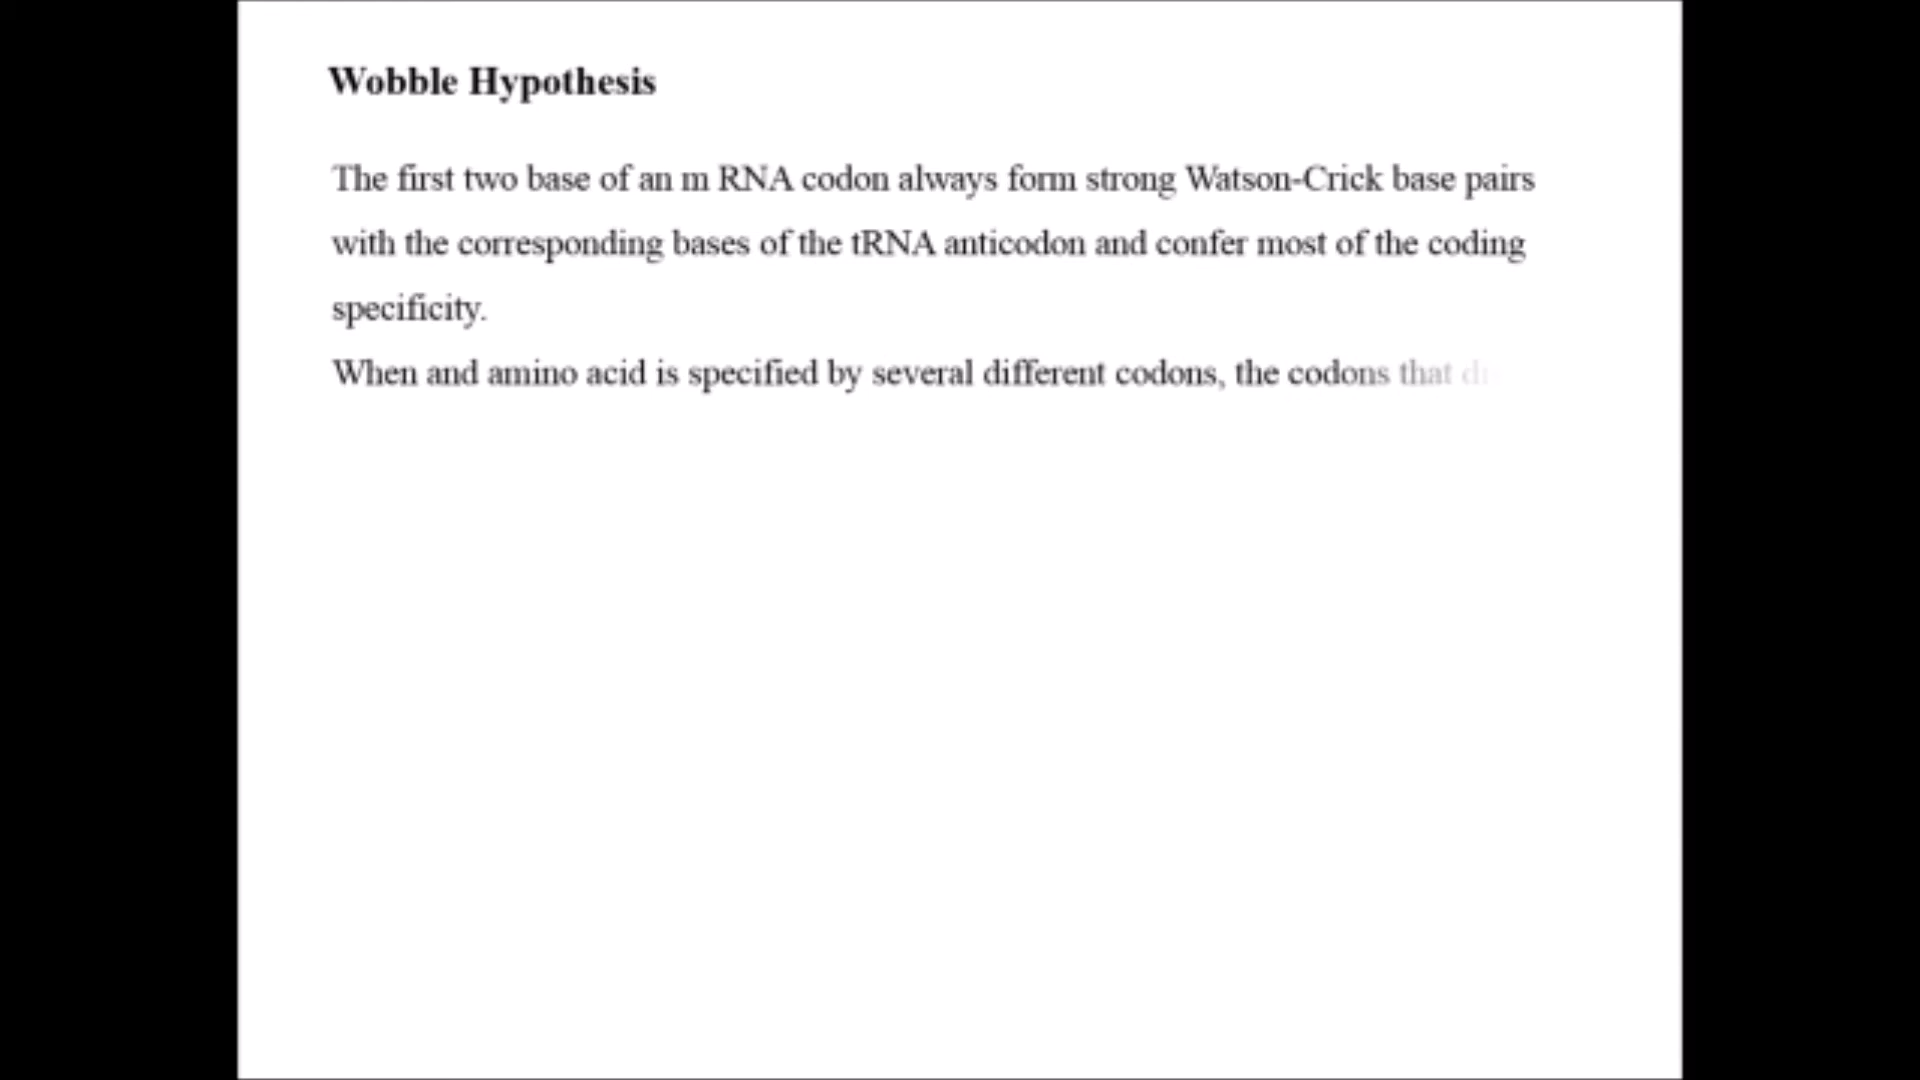 Wobble Hypothesis
The first two base of an m RNA codon always form strong Watson-Crick base pairs
with the corresponding bases of the tRNA anticodon and confer most of the coding
specificity.
When and amino acid is specified by several different codons, the codons that